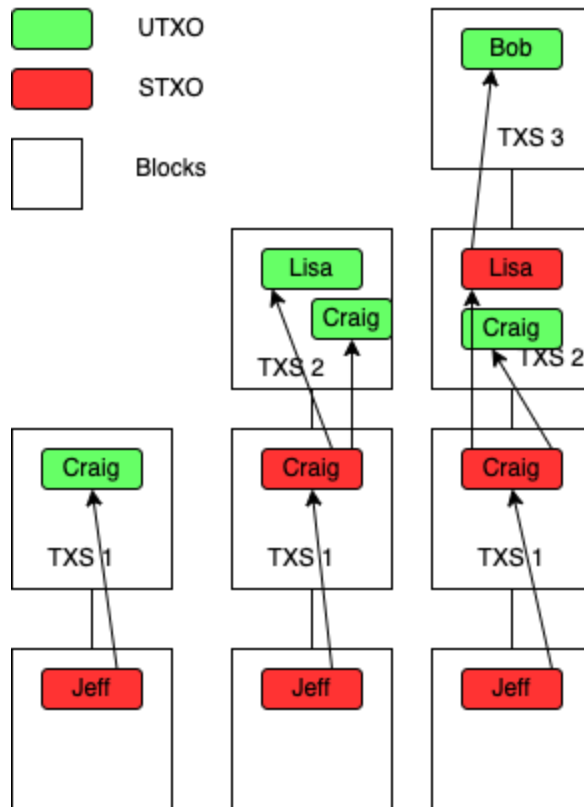 UTXO
STXO
Blocks
Bob
TXS 3
Lisa
Craig
TXS 2
Lisa
Craig
TXS 2
Craig
TXS 1
Craig
TXS 1
Craig
TXS 1
Jeff
Jeff
Jeff